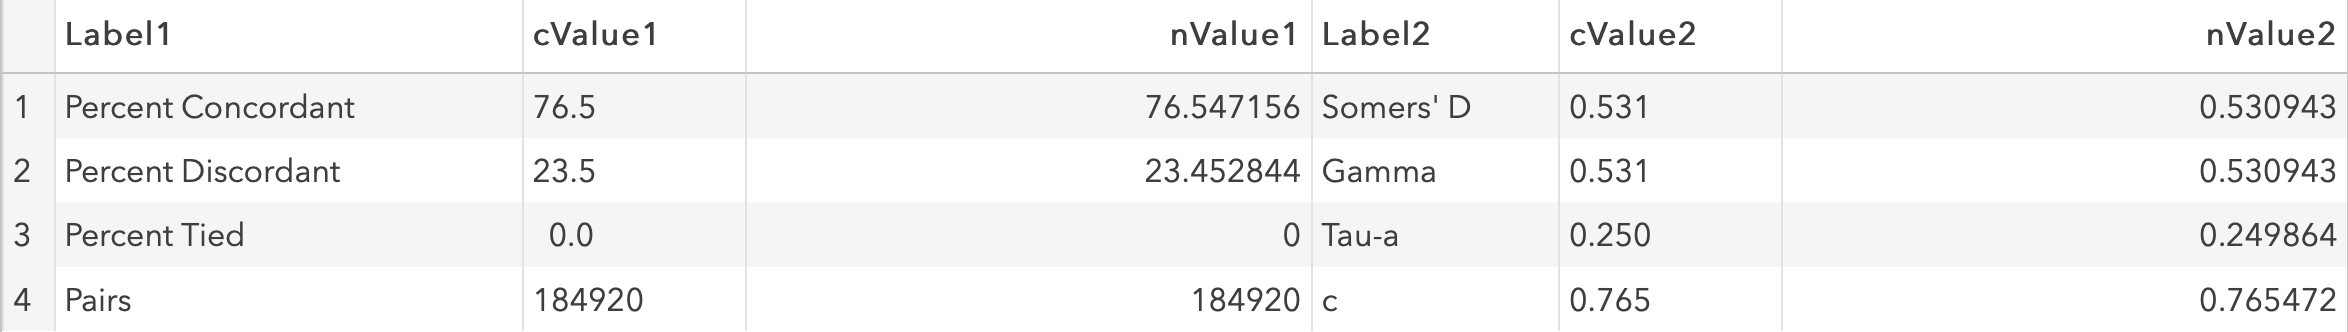 Label1 cValue1 nValue1 Label2 cValue2 nValue2
1 Percent Concordant 76.5 76.547156 Somers' D 0.531 0.530943
2 Percent Discordant 23.5 23.452844 Gamma 0.531 0.530943
3 Percent Tied 0.0 0 Tau-a 0.250 0.249864
4 Pairs 184920 184920 c 0.765 0.765472